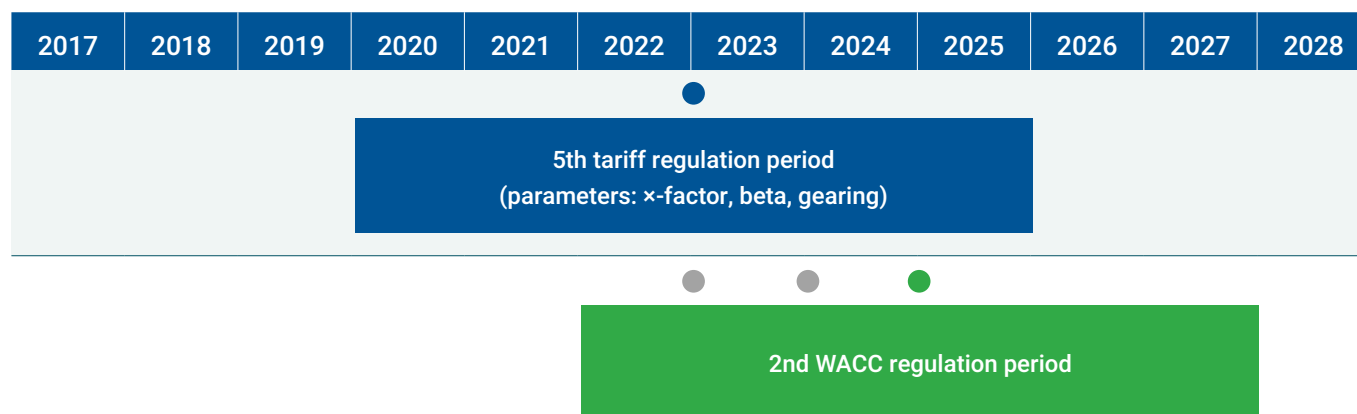 2017 2018 2019 2020 2021 2022 2023 2024 2025 2026 2027 2028
5th tariff regulation period
(parameters: ×-factor, beta, gearing)
2nd WACC regulation period